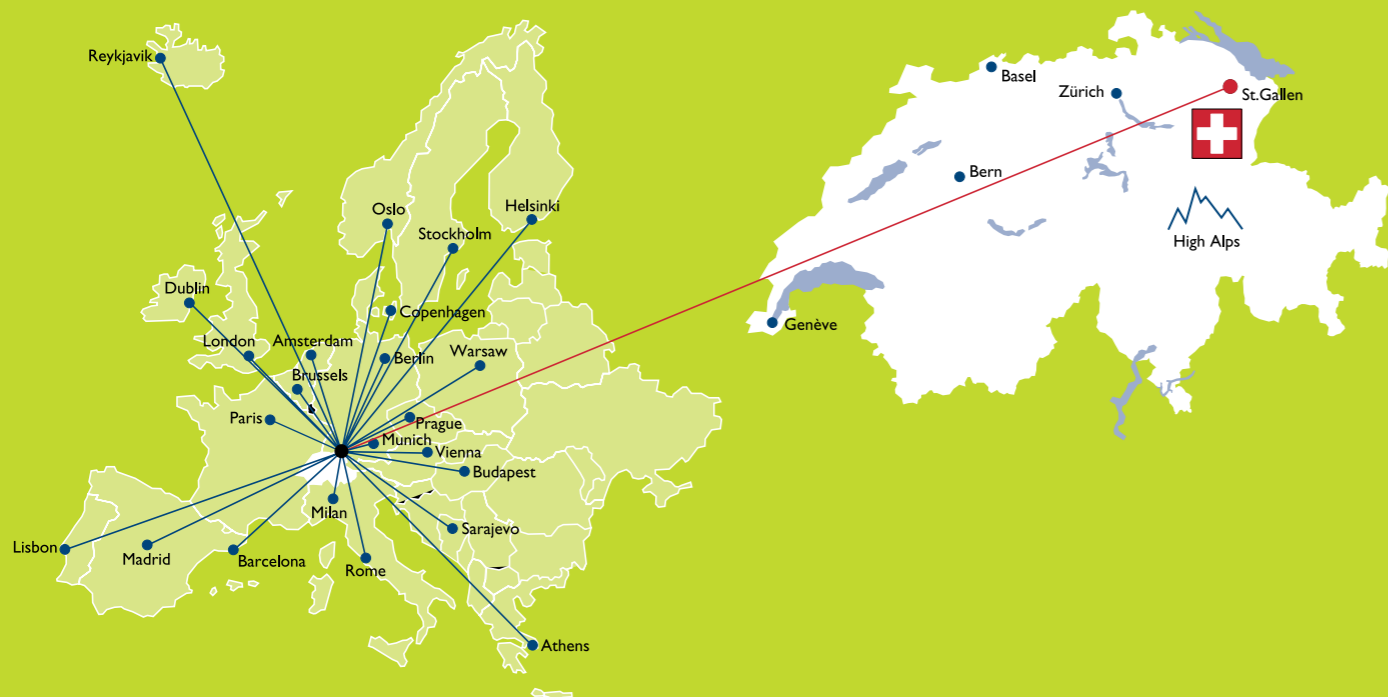 Reykjavik
Oslo
Helsinki
Stockholm
Dublin
Copenhagen
London
Amsterdam
Berlin
Warsaw
Brussels
Paris
Prague
Munich
Vienna
Budapest
Milan
Sarajevo
Lisbon
Madrid
Barcelona
Rome
Athens
Basel
Zürich
St.Gallen
Bern
High Alps
Genève